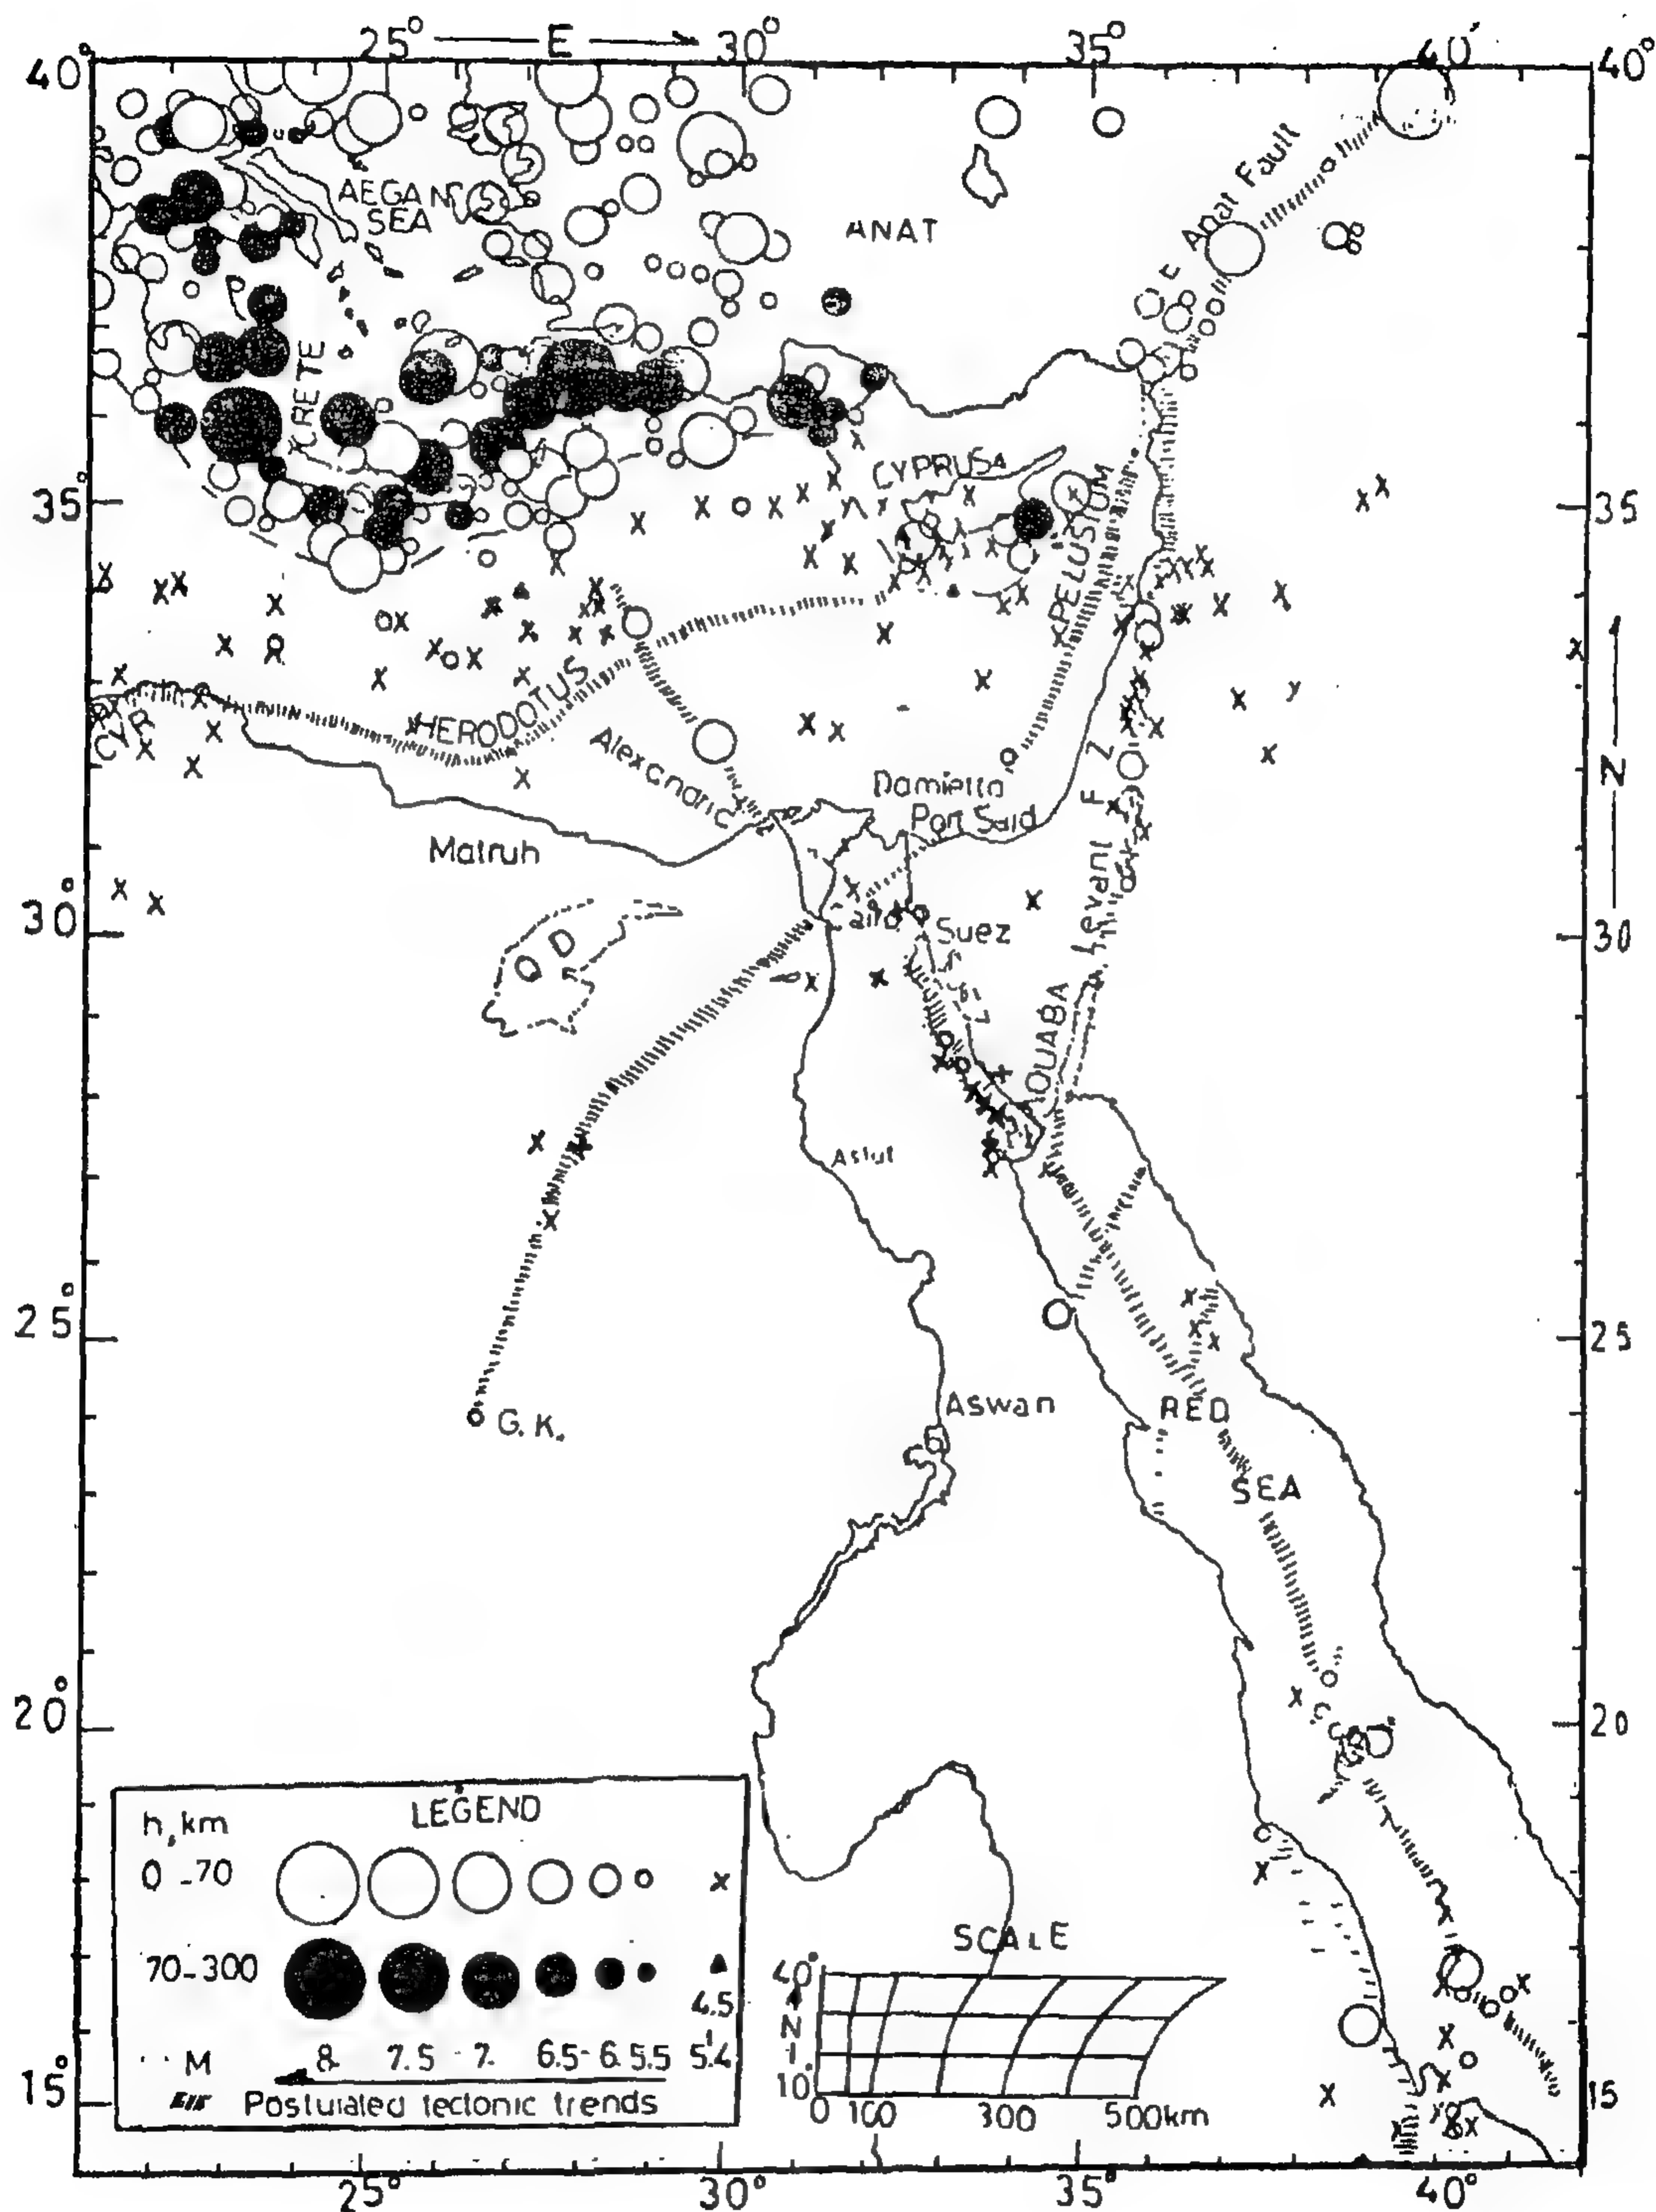 25° E 30° 35° 40°
40° 40°
Anat Fault
E
AEGAN
SEA
ANAT
CRETE
CYPRUS
35° 35
PELUSIUM
HERODOTUS
CYR
Damietta
Port Said
Matruh
Levant F Z
N
30° 30
Suez
Q D
QUABA
Asiut
25° 25
Aswan
G. K.
RED
SEA
20° 20
LEGEND
h, km
0 - 70 x
70-300 ▲
4.5
M 8 7.5 - 7. 6.5 - 6. 5.5 5.4
Postulated tectonic trends
SCALE
40°
N
10°
0 100 300 500km
15° 15
25° 30° 35° 40°